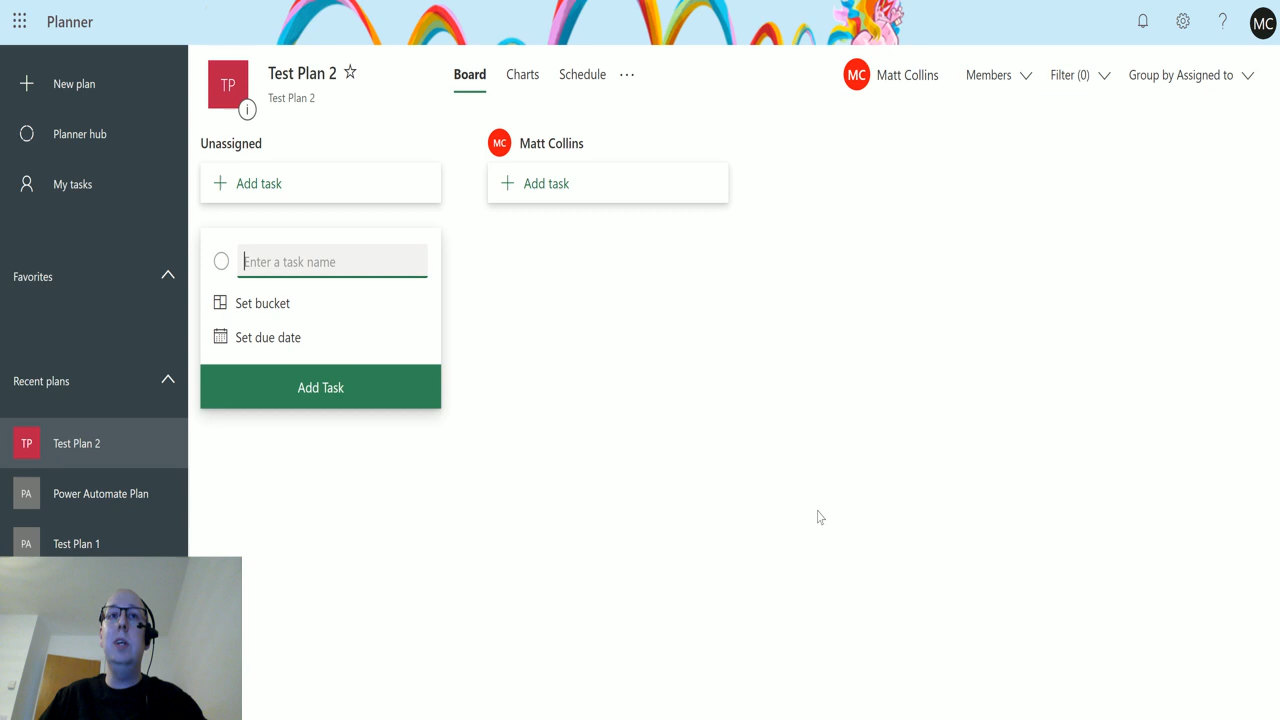 Planner
MC
New plan
Planner hub
My tasks
Favorites
Recent plans
TP
Test Plan 2
PA
Power Automate Plan
PA
Test Plan 1
TP
Test Plan 2
Test Plan 2
Board
Charts
Schedule
MC
Matt Collins
Members
Filter (0)
Group by Assigned to
Unassigned
Add task
Enter a task name
Set bucket
Set due date
Add Task
MC
Matt Collins
Add task